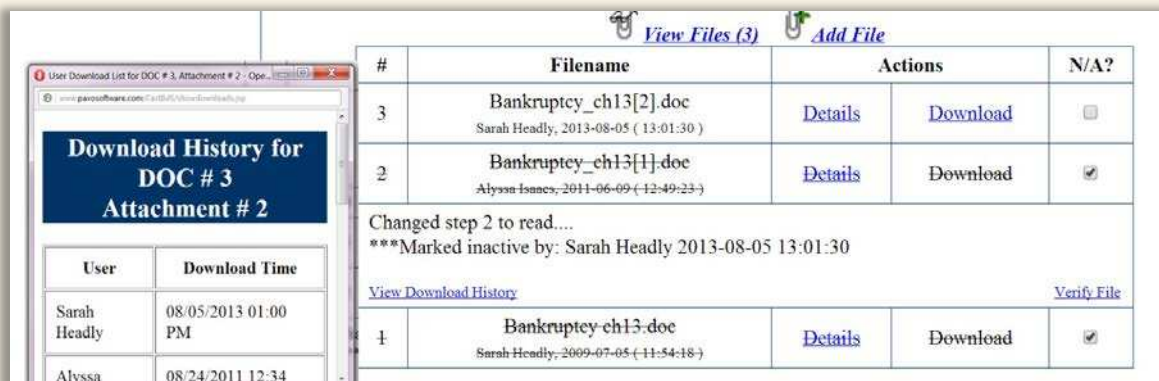 View Files (3) Add File
User Download List for DOC # 3, Attachment # 2 - Ope...
www.pavosoftware.com
Download History for
DOC # 3
Attachment # 2
User Download Time
Sarah Headly 08/05/2013 01:00 PM
Alyssa 08/24/2011 12:34
# Filename Actions N/A?
3 Bankruptcy_ch13[2].doc Details Download
Sarah Headly, 2013-08-05 ( 13:01:30 )
2 Bankruptcy_ch13[1].doc Details Download
Alyssa Isaacs, 2011-06-09 ( 12:49:23 )
Changed step 2 to read....
***Marked inactive by: Sarah Headly 2013-08-05 13:01:30
View Download History Verify File
1 Bankruptcy ch13.doc Details Download
Sarah Headly, 2009-07-05 ( 11:54:18 )